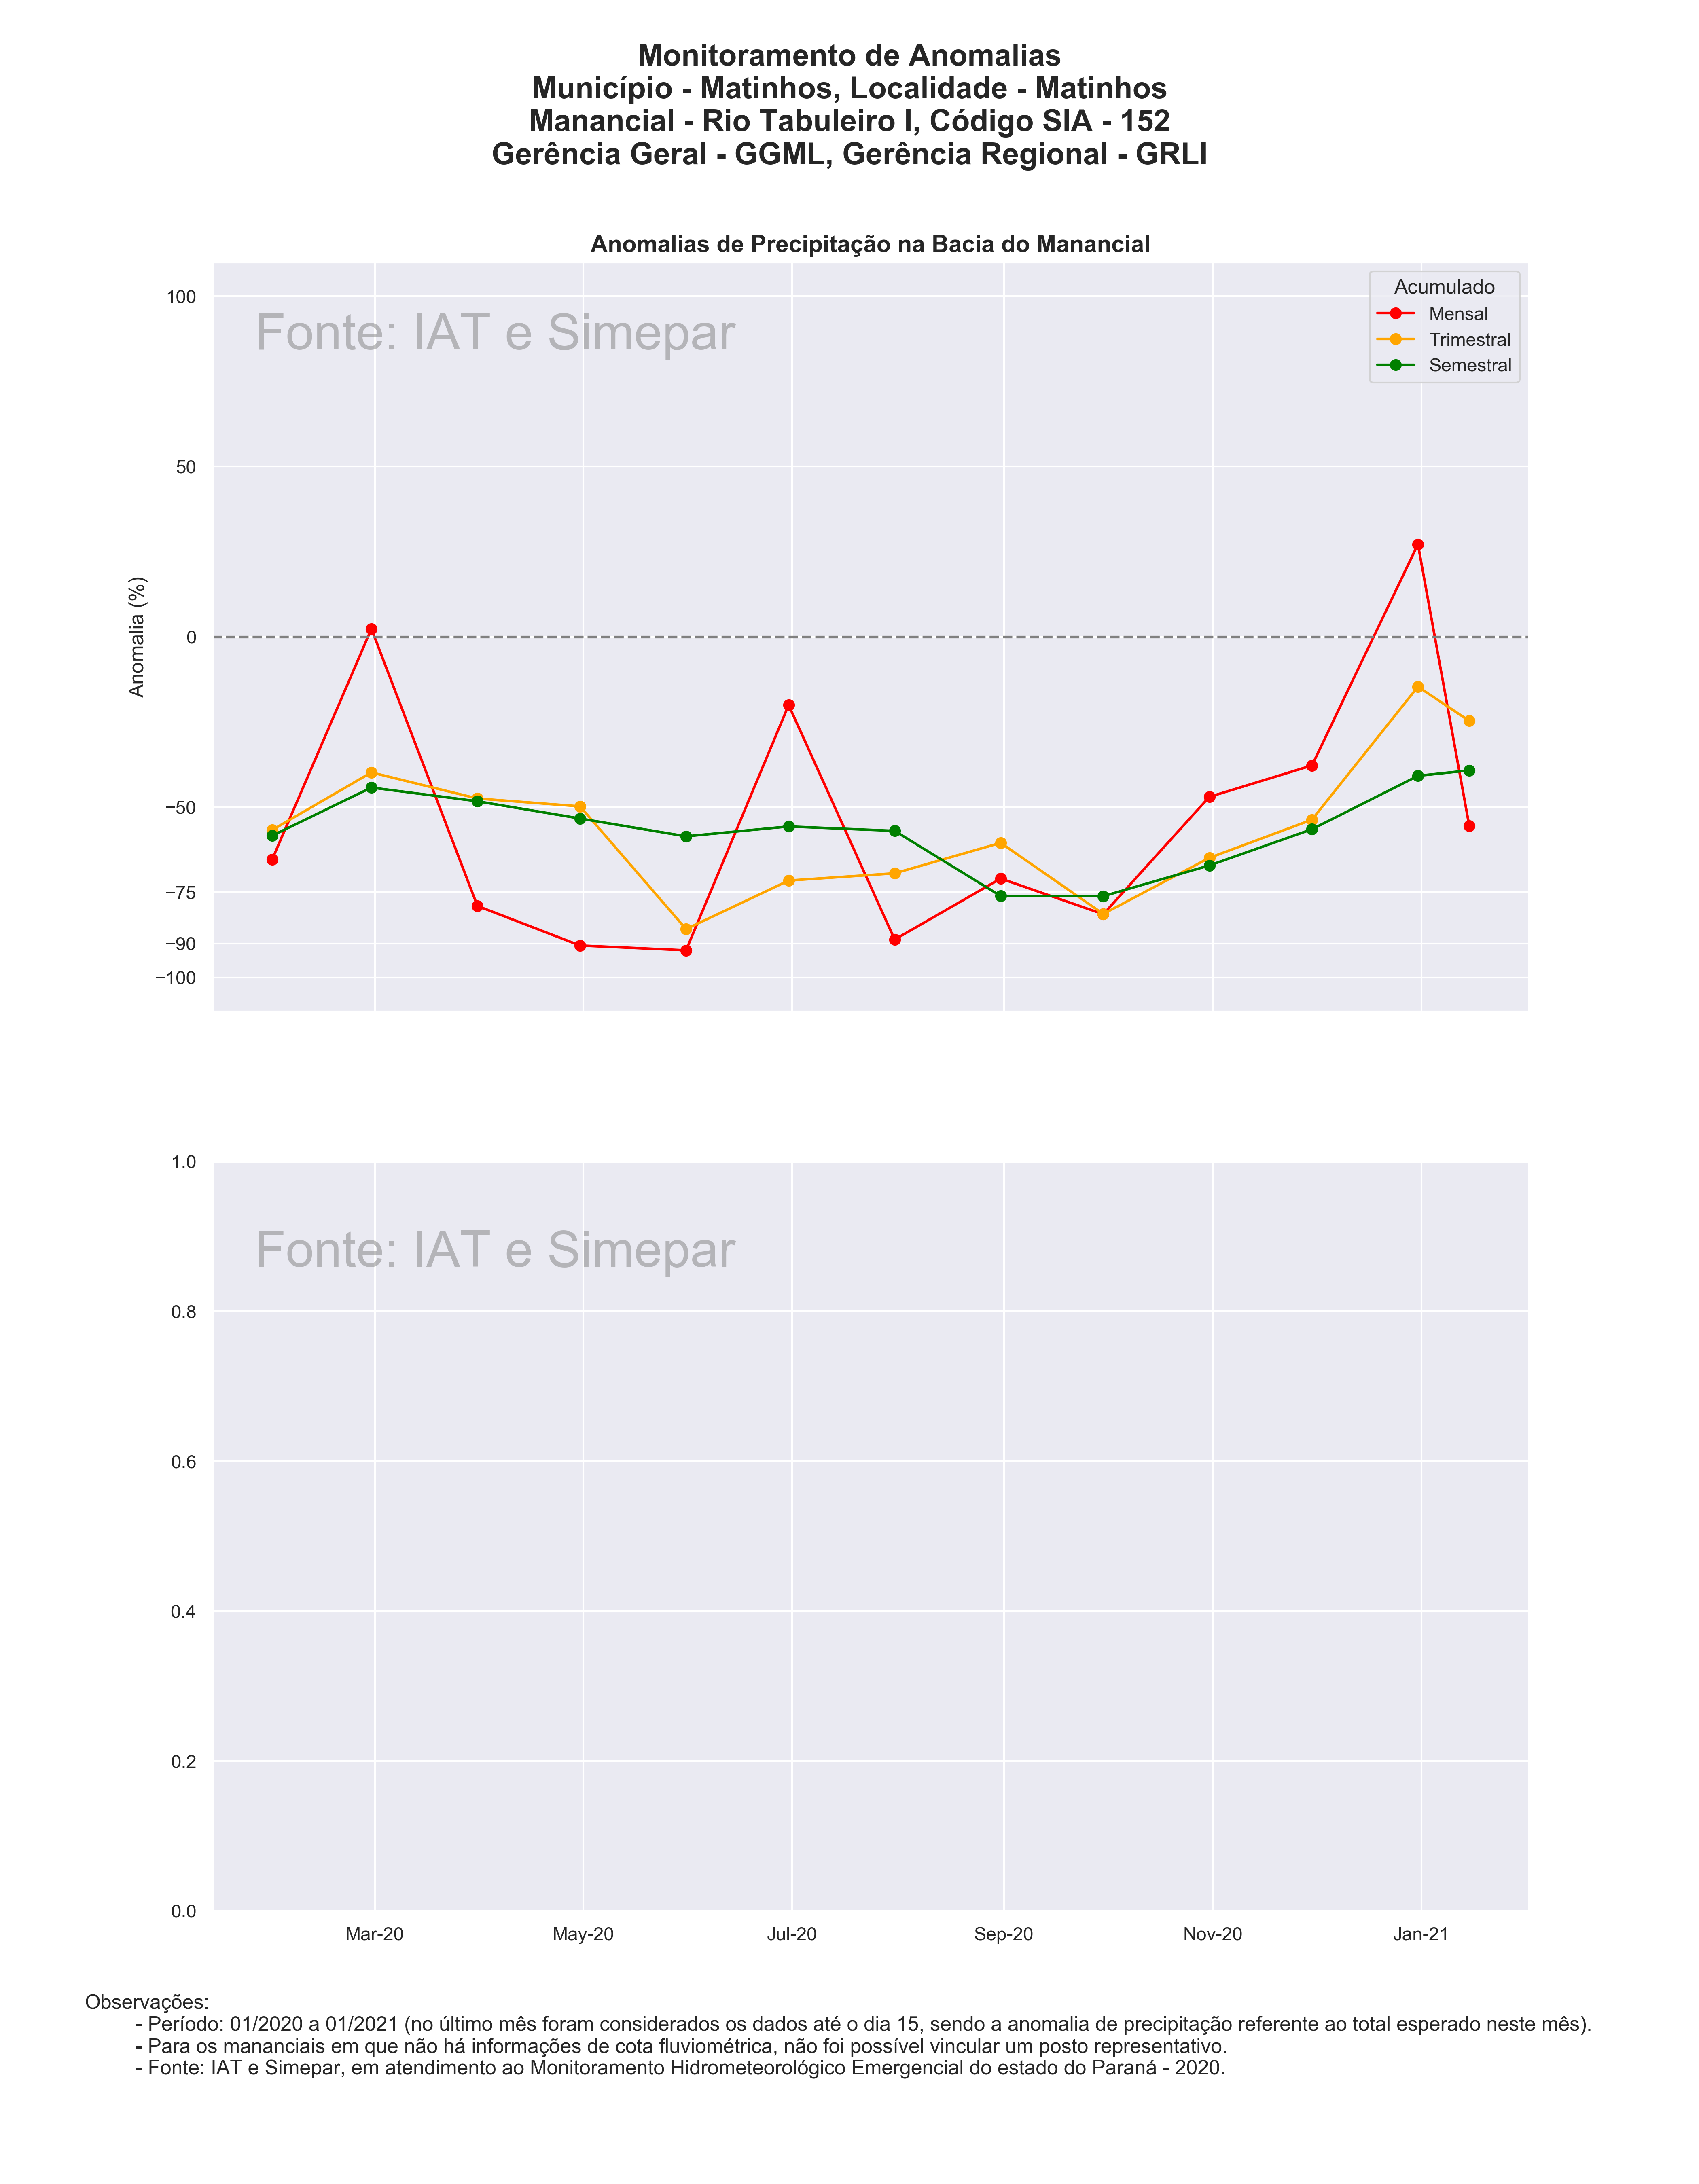 Monitoramento de Anomalias
Município - Matinhos, Localidade - Matinhos
Manancial - Rio Tabuleiro I, Código SIA - 152
Gerência Geral - GGML, Gerência Regional - GRLI
Anomalias de Precipitação na Bacia do Manancial
Fonte: IAT e Simepar
Acumulado
Mensal
Trimestral
Semestral
Anomalia (%)
100
50
0
−50
−75
−90
−100
Fonte: IAT e Simepar
1.0
0.8
0.6
0.4
0.2
0.0
Mar-20 May-20 Jul-20 Sep-20 Nov-20 Jan-21
Observações:
- Período: 01/2020 a 01/2021 (no último mês foram considerados os dados até o dia 15, sendo a anomalia de precipitação referente ao total esperado neste mês).
- Para os mananciais em que não há informações de cota fluviométrica, não foi possível vincular um posto representativo.
- Fonte: IAT e Simepar, em atendimento ao Monitoramento Hidrometeorológico Emergencial do estado do Paraná - 2020.